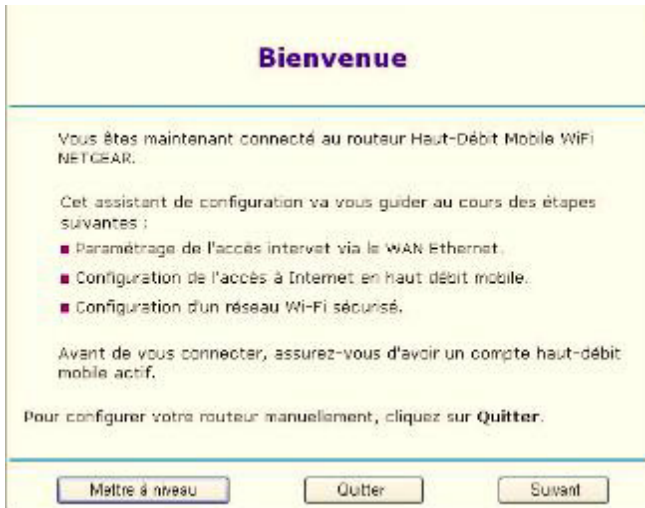 Bienvenue
Vous êtes maintenant connecté au routeur Haut-Débit Mobile WiFi
NETGEAR.
Cet assistant de configuration va vous guider au cours des étapes
suivantes :
Paramétrage de l'accès intervet via le WAN Ethernet.
Configuration de l'accès à Internet en haut débit mobile.
Configuration d'un réseau Wi-Fi sécurisé.
Avant de vous connecter, assurez-vous d'avoir un compte haut-débit
mobile actif.
Pour configurer votre routeur manuellement, cliquez sur Quitter.
Mettre à niveau
Quitter
Suivant